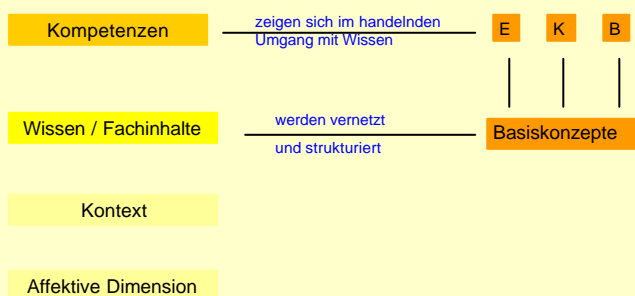 Kompetenzen
zeigen sich im handelnden
Umgang mit Wissen
E K B
Wissen / Fachinhalte
werden vernetzt
und strukturiert
Basiskonzepte
Kontext
Affektive Dimension